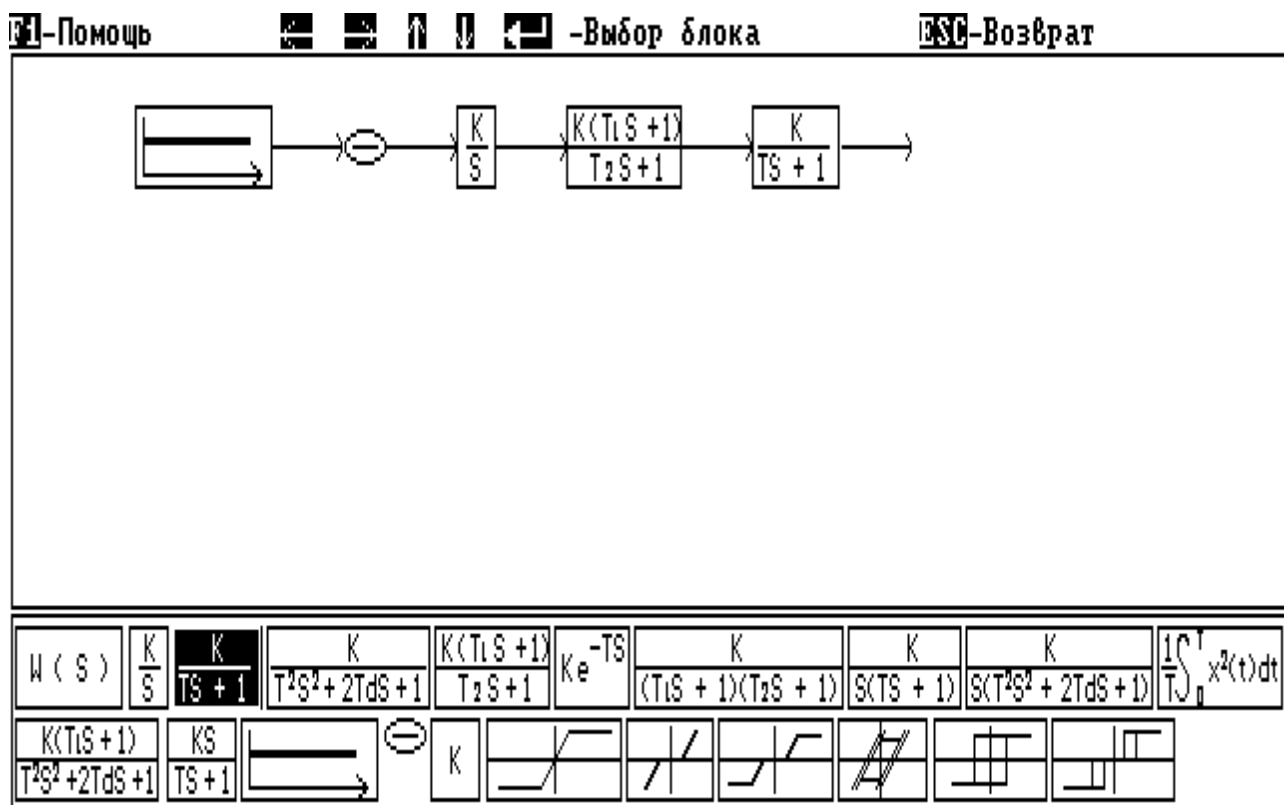 F1-Помощь -Выбор блока ESC-Возврат
K/S K(T1S +1)/T2S+1 K/TS + 1
W(S) K/S K/TS + 1 K/T²S²+2TdS+1 K(T1S +1)/T2S+1 Ke^-TS K/(T1S + 1)(T2S + 1) K/S(TS + 1) K/S(T²S² + 2TdS+1) 1/T∫₀ᵀ x²(t)dt
K(T1S+1)/T²S²+2TdS+1 KS/TS+1 K